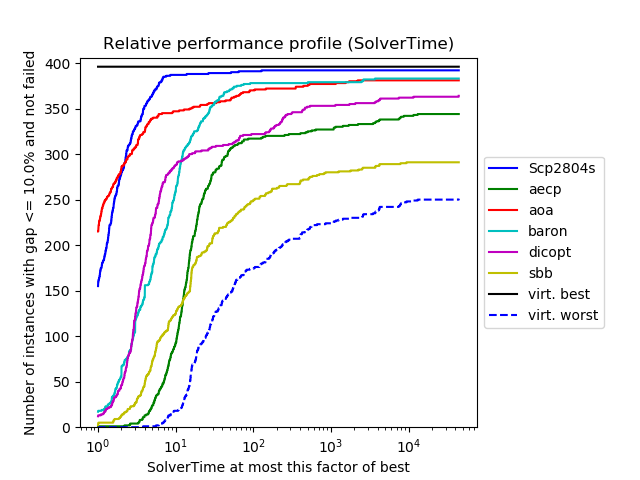 Relative performance profile (SolverTime)
Number of instances with gap <= 10.0% and not failed
400
350
300
250
200
150
100
50
0
10^0
10^1
10^2
10^3
10^4
SolverTime at most this factor of best
Scp2804s
aecp
aoa
baron
dicopt
sbb
virt. best
virt. worst